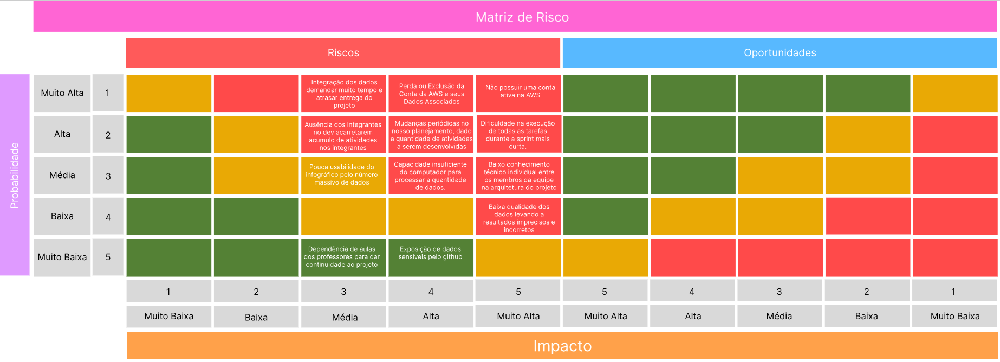 Matriz de Risco
Riscos
Oportunidades
Probabilidade
Muito Alta
1
Integração dos dados
demandar muito tempo e
atrasar entrega do
projeto
Perda ou Exclusão da
Conta da AWS e seus
Dados Associados
Não possuir uma conta
ativa na AWS
Alta
2
Ausência dos integrantes
no dev acarretarem
acumulo de atividades
nos integrantes
Mudanças periódicas no
nosso planejamento, dado
a quantidade de atividades
a serem desenvolvidas
Dificuldade na execução
de todas as tarefas
durante a sprint mais
curta.
Média
3
Pouca usabilidade do
infográfico pelo número
massivo de dados
Capacidade insuficiente
do computador para
processar a quantidade
de dados.
Baixo conhecimento
técnico individual entre
os membros da equipe
na arquitetura do projeto
Baixa
4
Baixa qualidade dos
dados levando a
resultados imprecisos e
incorretos
Muito Baixa
5
Dependência de aulas
dos professores para dar
continuidade ao projeto
Exposição de dados
sensíveis pelo github
1
2
3
4
5
5
4
3
2
1
Muito Baixa
Baixa
Média
Alta
Muito Alta
Muito Alta
Alta
Média
Baixa
Muito Baixa
Impacto